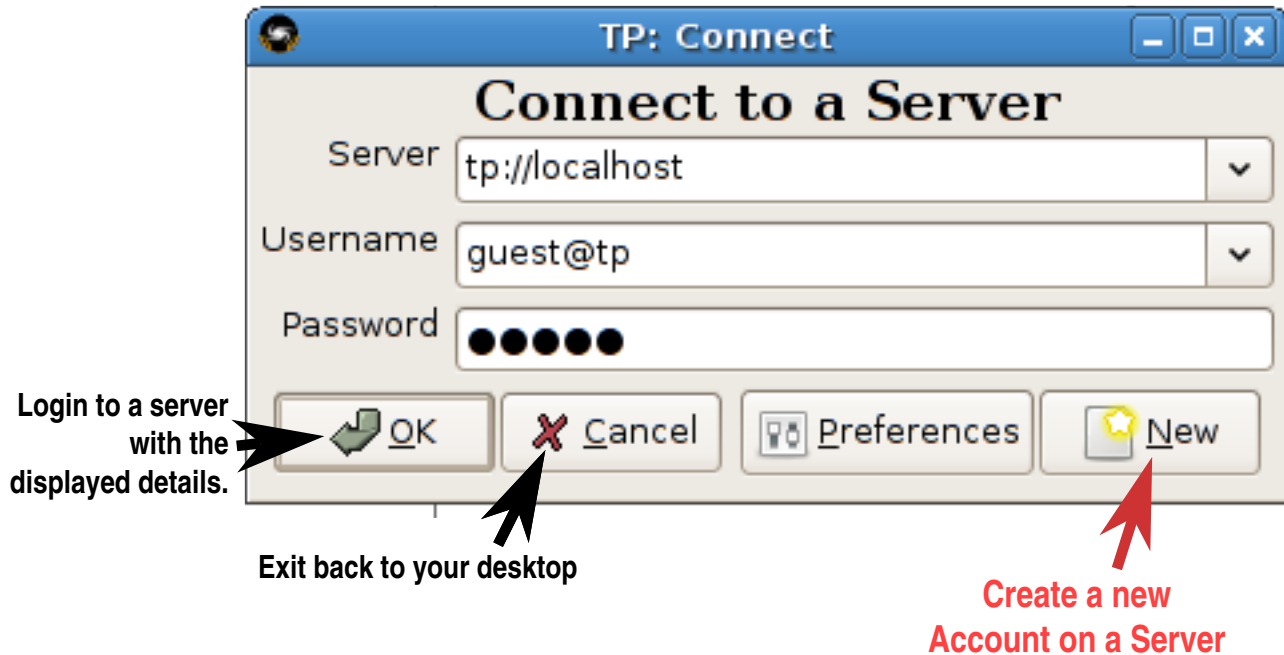 TP: Connect
Connect to a Server
Server tp://localhost
Username guest@tp
Password ●●●●●
OK Cancel Preferences New
Login to a server
with the
displayed details.
Exit back to your desktop
Create a new
Account on a Server